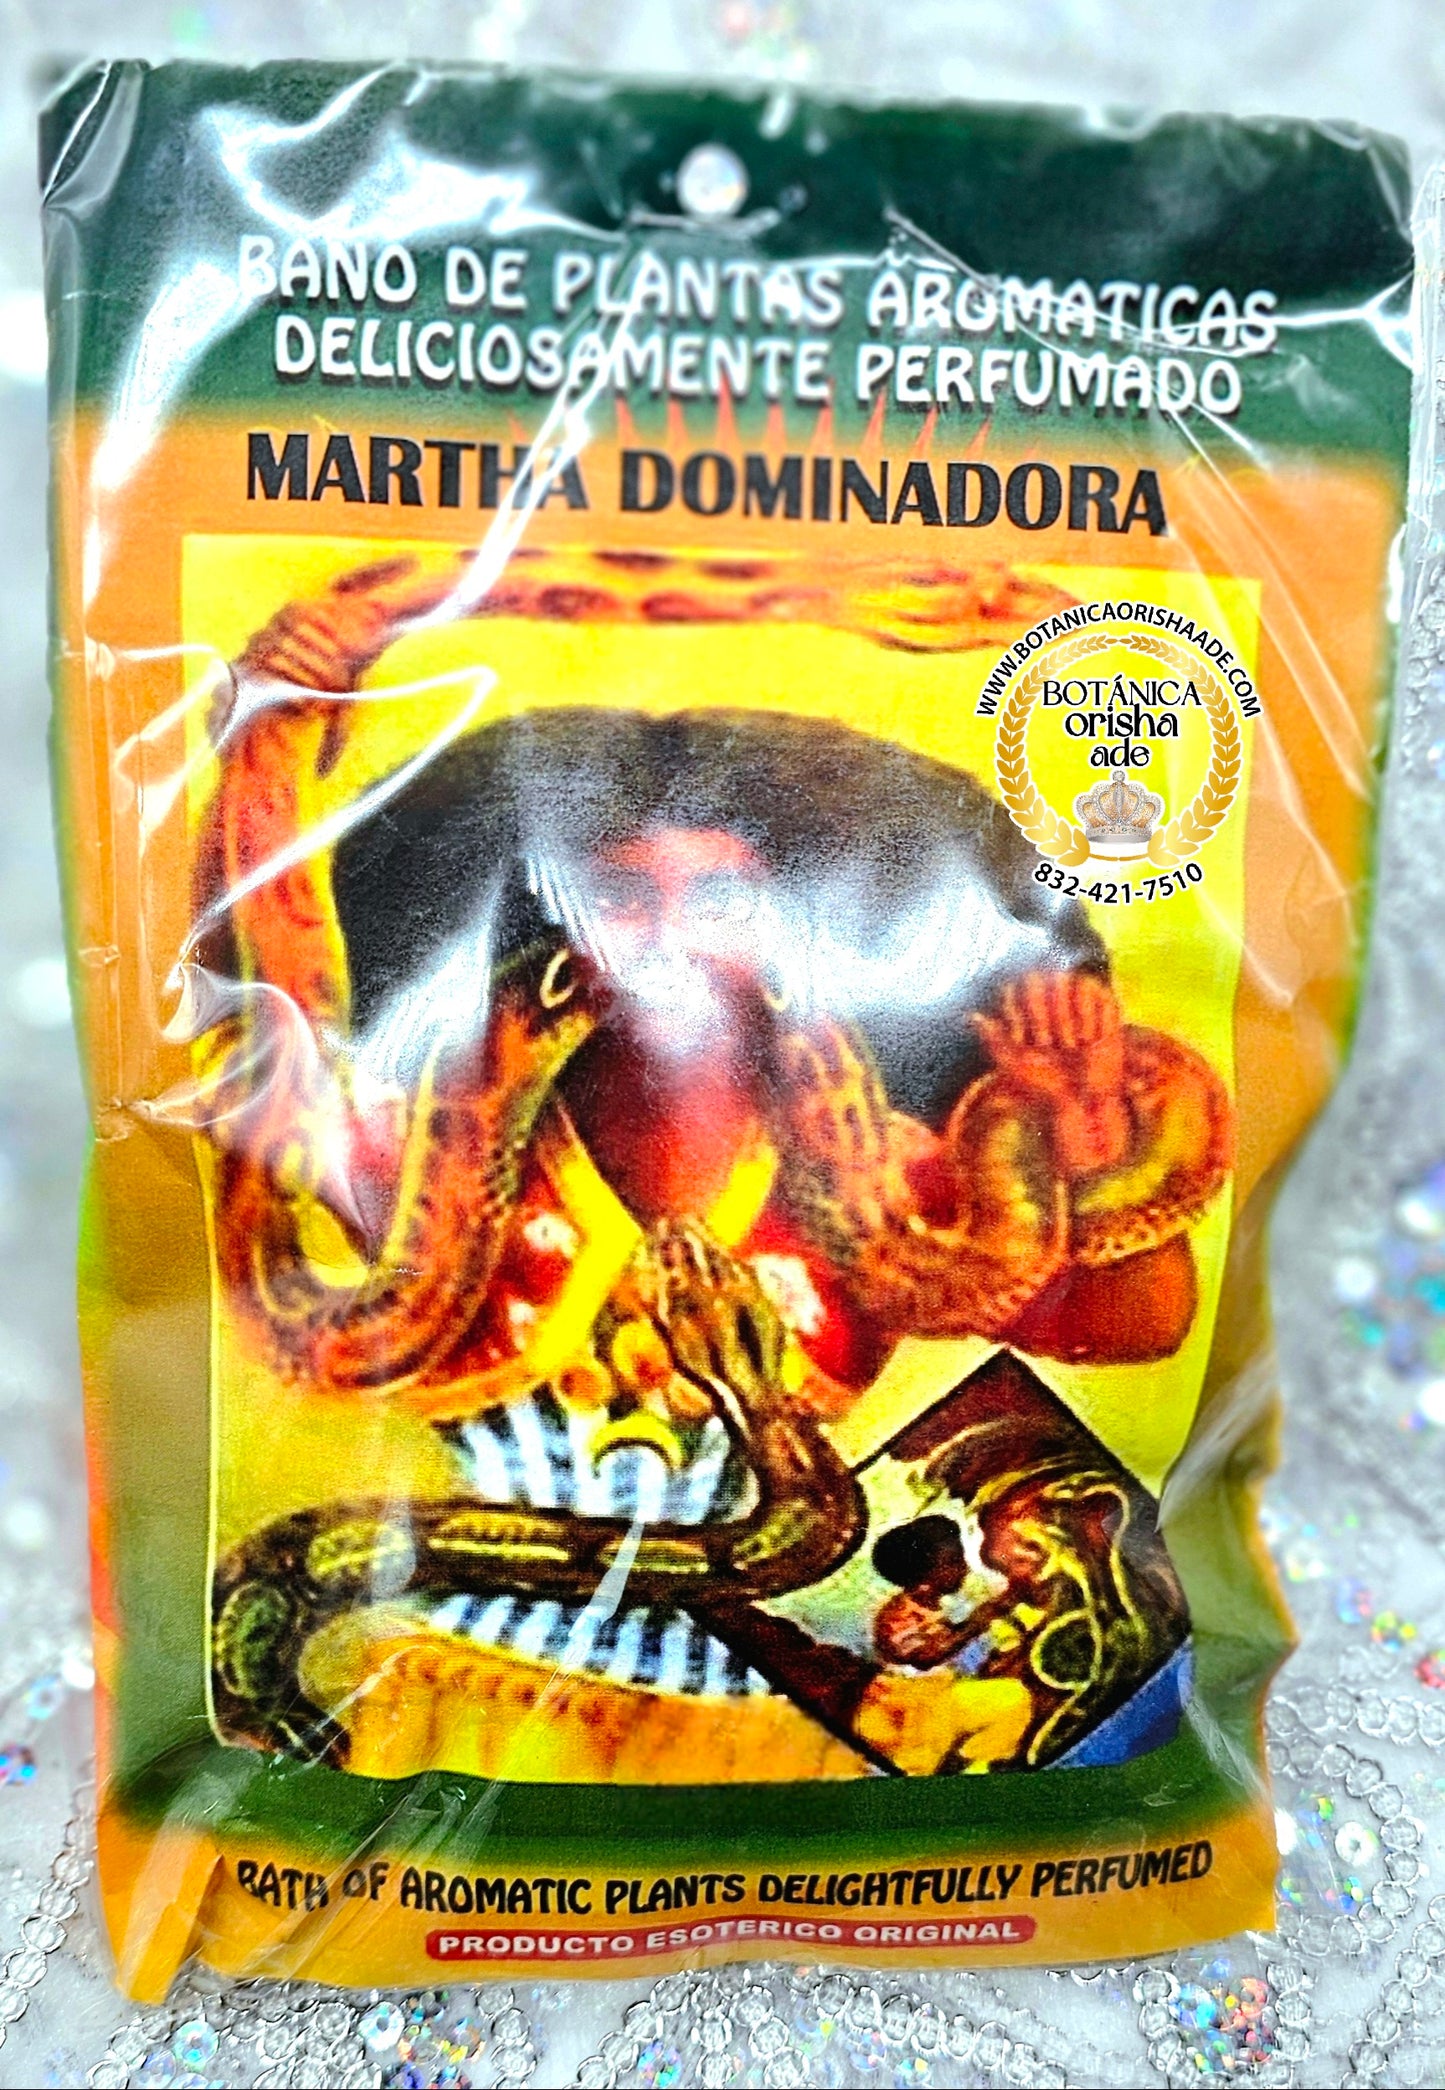 BANO DE PLANTAS AROMATICAS
DELICIOSAMENTE PERFUMADO
MARTHA DOMINADORA
WWW.BOTANICAORISHAADE.COM
BOTÁNICA
orisha
ade
832-421-7510
BATH OF AROMATIC PLANTS DELIGHTFULLY PERFUMED
PRODUCTO ESOTERICO ORIGINAL